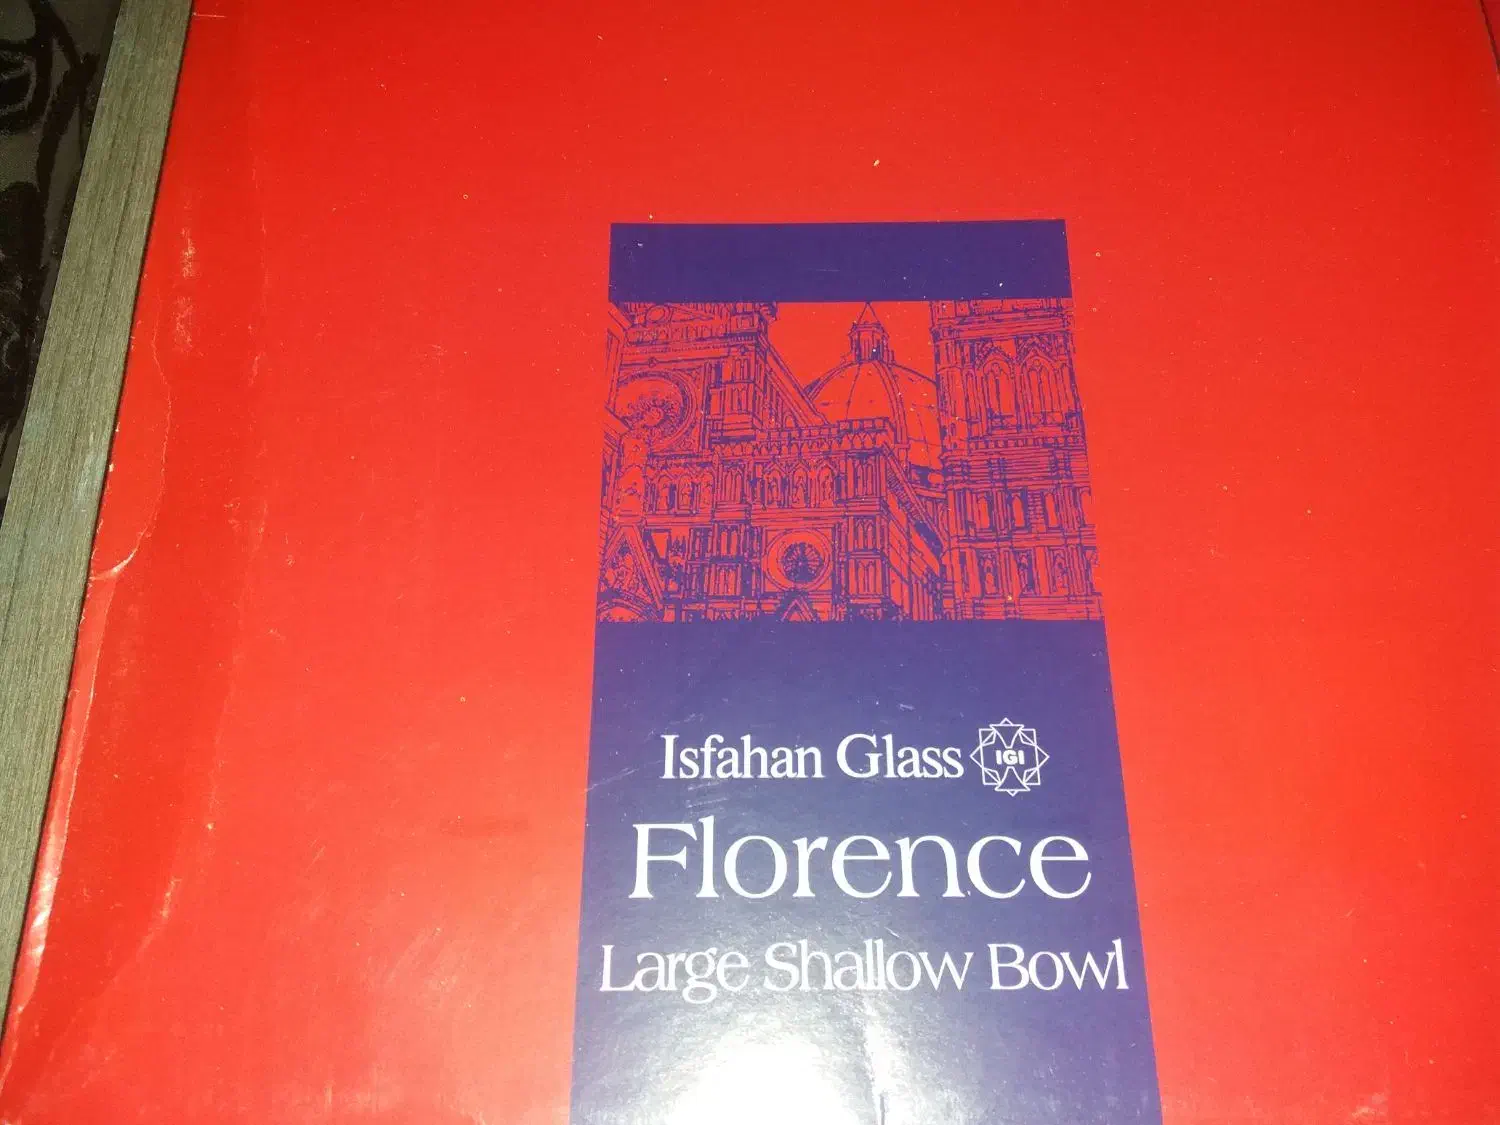 Isfahan Glass IGI
Florence
Large Shallow Bowl